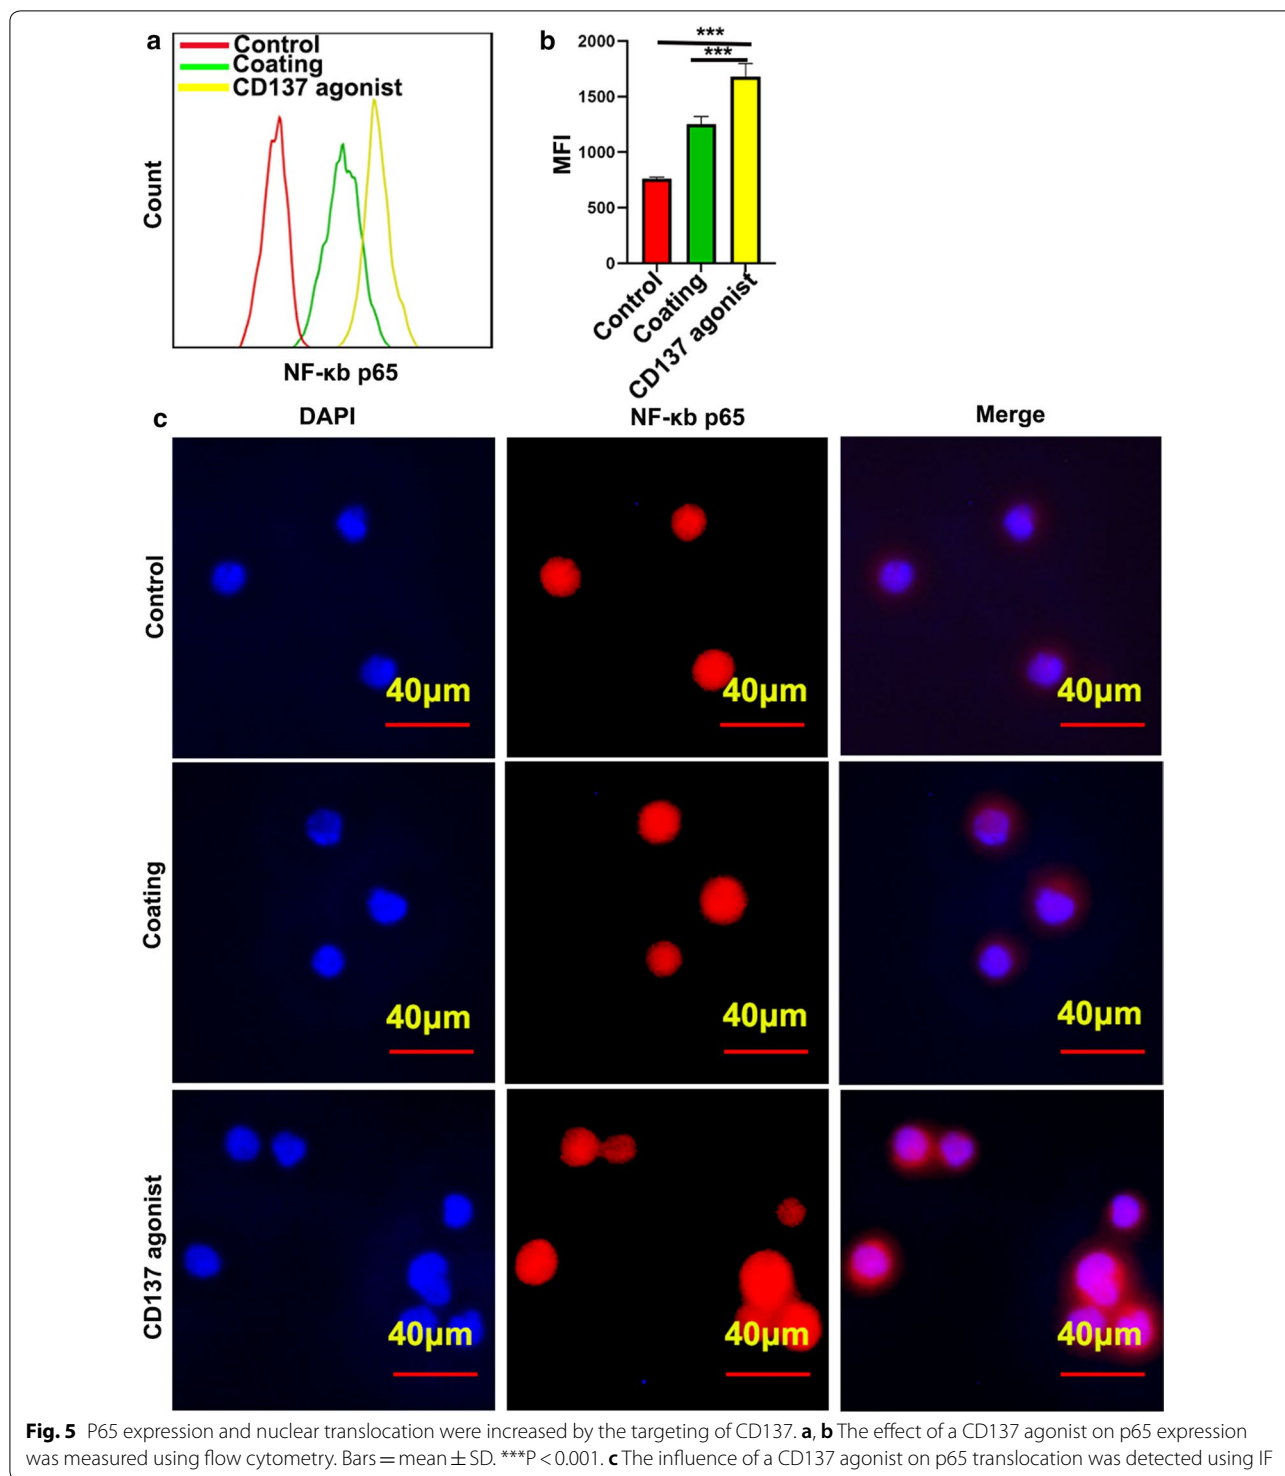 a
Control
Coating
CD137 agonist
Count
NF-κb p65
b
***
***
2000
1500
1000
500
0
MFI
Control
Coating
CD137 agonist
c
DAPI
NF-κb p65
Merge
Control
40μm
40μm
40μm
Coating
40μm
40μm
40μm
CD137 agonist
40μm
40μm
40μm
Fig. 5 P65 expression and nuclear translocation were increased by the targeting of CD137. a, b The effect of a CD137 agonist on p65 expression
was measured using flow cytometry. Bars = mean ± SD. ***P < 0.001. c The influence of a CD137 agonist on p65 translocation was detected using IF